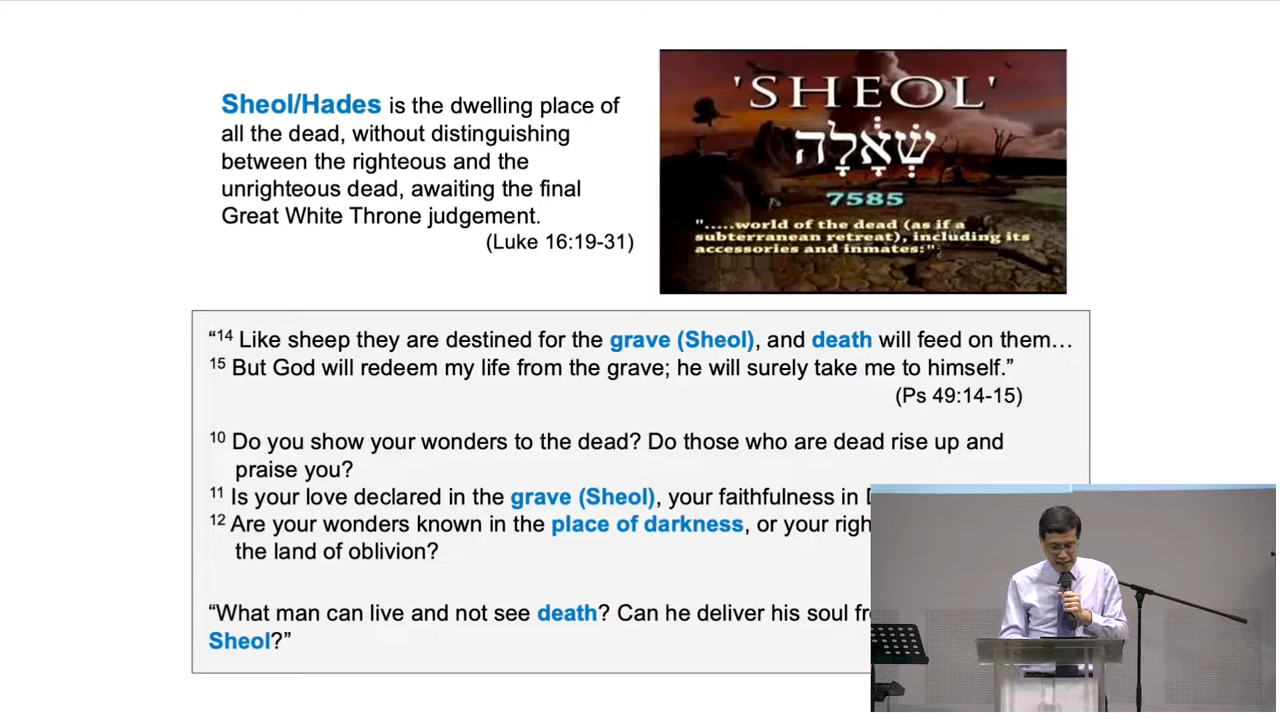 Sheol/Hades is the dwelling place of
all the dead, without distinguishing
between the righteous and the
unrighteous dead, awaiting the final
Great White Throne judgement.
(Luke 16:19-31)
'SHEOL'
שְׁאָ֫לָה
7585
".....world of the dead (as if a
subterranean retreat), including its
accessories and inmates:"
“14 Like sheep they are destined for the grave (Sheol), and death will feed on them…
15 But God will redeem my life from the grave; he will surely take me to himself.”
(Ps 49:14-15)
10 Do you show your wonders to the dead? Do those who are dead rise up and
praise you?
11 Is your love declared in the grave (Sheol), your faithfulness in
12 Are your wonders known in the place of darkness, or your
the land of oblivion?
“What man can live and not see death? Can he deliver his soul
Sheol?”